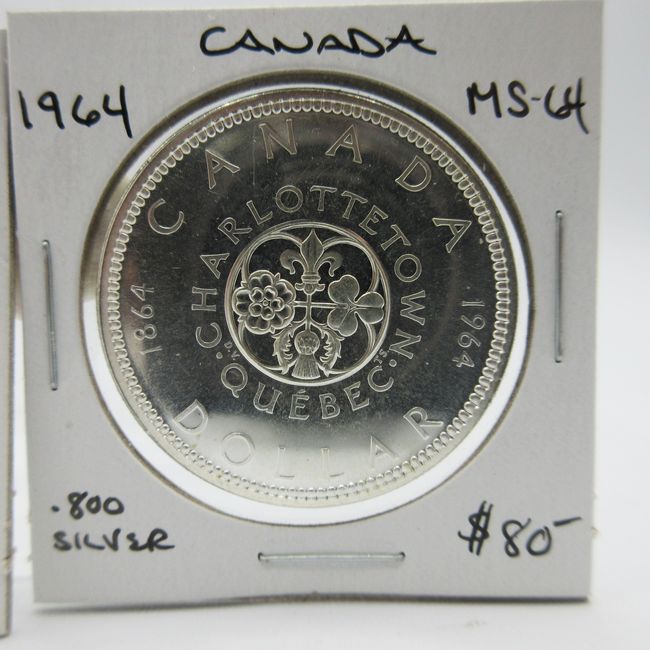 CANADA
1964
MS-64
CANADA
1864
1964
CHARLOTTETOWN
D.V.
T.S.
·QUÉBEC·
DOLLAR
.800
SILVER
$80-